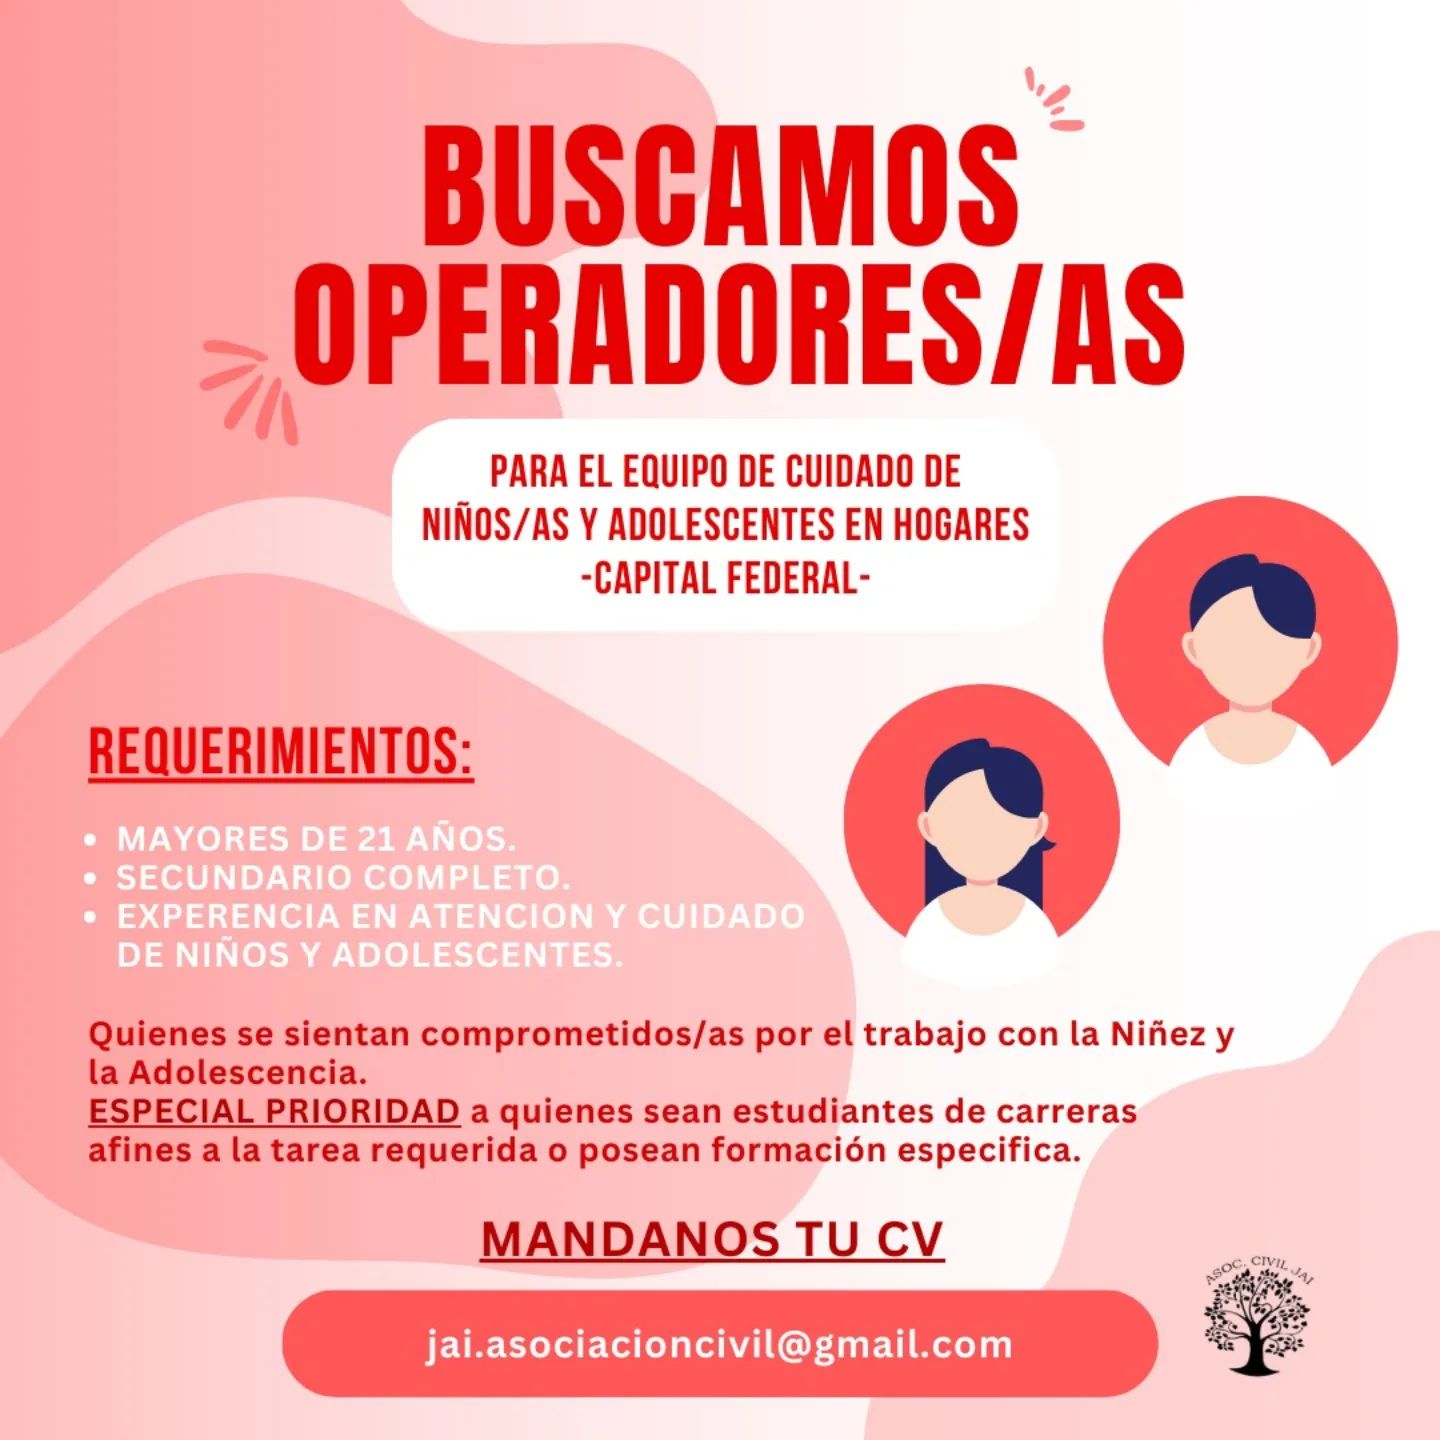 BUSCAMOS
OPERADORES/AS
PARA EL EQUIPO DE CUIDADO DE
NIÑOS/AS Y ADOLESCENTES EN HOGARES
-CAPITAL FEDERAL-
REQUERIMIENTOS:
• MAYORES DE 21 AÑOS.
• SECUNDARIO COMPLETO.
• EXPERENCIA EN ATENCION Y CUIDADO
DE NIÑOS Y ADOLESCENTES.
Quienes se sientan comprometidos/as por el trabajo con la Niñez y
la Adolescencia.
ESPECIAL PRIORIDAD a quienes sean estudiantes de carreras
afines a la tarea requerida o posean formación especifica.
MANDANOS TU CV
jai.asociacioncivil@gmail.com
ASOC. CIVIL JAI